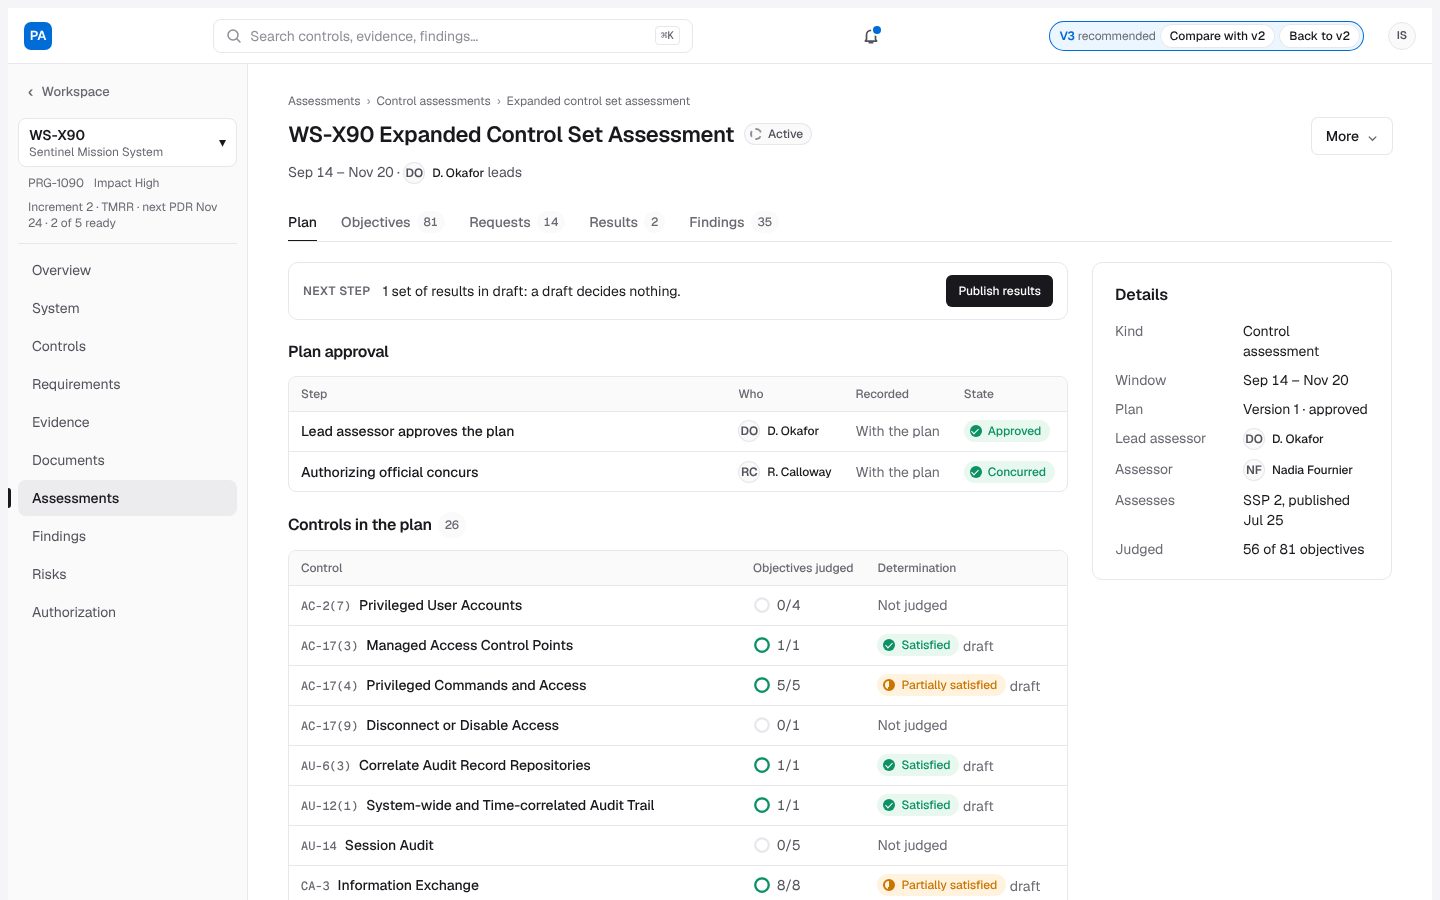 PA
Search controls, evidence, findings...
⌘K
V3 recommended
Compare with v2
Back to v2
IS
‹ Workspace
WS-X90
Sentinel Mission System
▼
PRG-1090 Impact High
Increment 2 · TMRR · next PDR Nov
24 · 2 of 5 ready
Overview
System
Controls
Requirements
Evidence
Documents
Assessments
Findings
Risks
Authorization
Assessments › Control assessments › Expanded control set assessment
WS-X90 Expanded Control Set Assessment
Active
More
Sep 14 – Nov 20 · DO D. Okafor leads
Plan
Objectives 81
Requests 14
Results 2
Findings 35
NEXT STEP 1 set of results in draft: a draft decides nothing.
Publish results
Plan approval
Step Who Recorded State
Lead assessor approves the plan DO D. Okafor With the plan Approved
Authorizing official concurs RC R. Calloway With the plan Concurred
Controls in the plan 26
Control Objectives judged Determination
AC-2(7) Privileged User Accounts 0/4 Not judged
AC-17(3) Managed Access Control Points 1/1 Satisfied draft
AC-17(4) Privileged Commands and Access 5/5 Partially satisfied draft
AC-17(9) Disconnect or Disable Access 0/1 Not judged
AU-6(3) Correlate Audit Record Repositories 1/1 Satisfied draft
AU-12(1) System-wide and Time-correlated Audit Trail 1/1 Satisfied draft
AU-14 Session Audit 0/5 Not judged
CA-3 Information Exchange 8/8 Partially satisfied draft
Details
Kind Control
assessment
Window Sep 14 – Nov 20
Plan Version 1 · approved
Lead assessor DO D. Okafor
Assessor NF Nadia Fournier
Assesses SSP 2, published
Jul 25
Judged 56 of 81 objectives